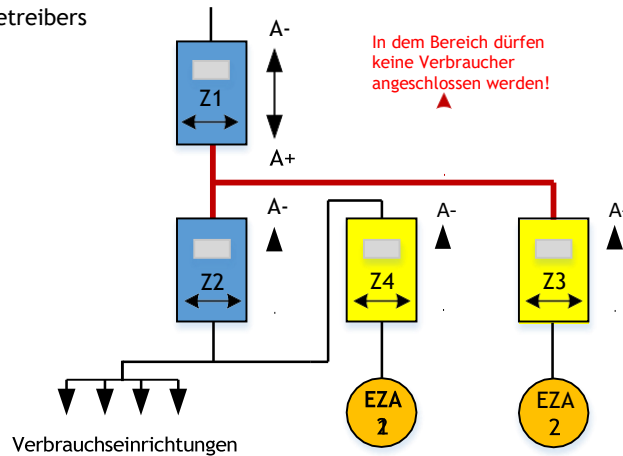 etreibers
A-
In dem Bereich dürfen
keine Verbraucher
angeschlossen werden!
Z1
A+
A-
A-
A-
Z2
Z4
Z3
EZA
EZA
2
Verbrauchseinrichtungen